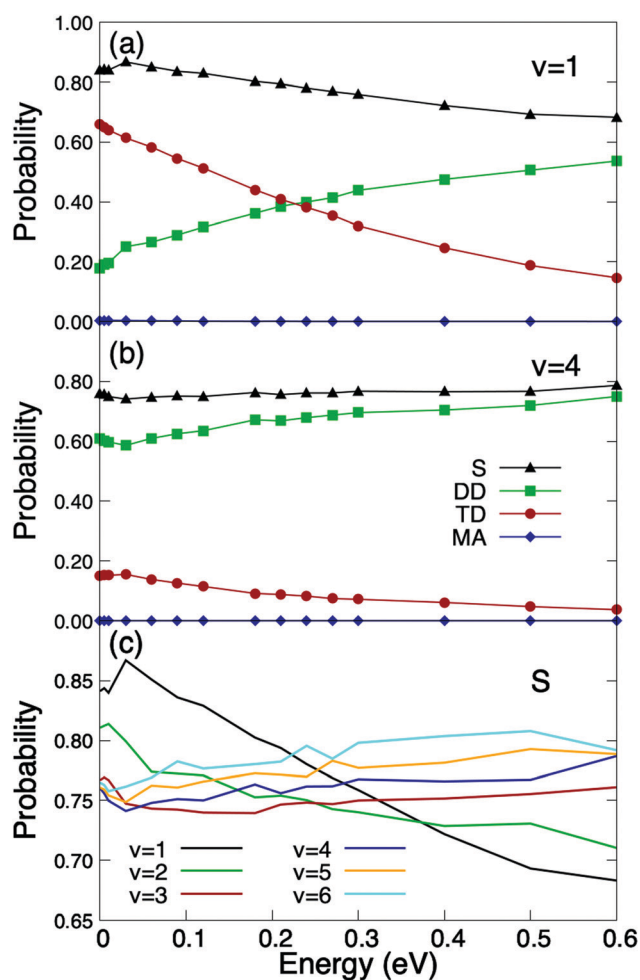 1.00
(a)
v=1
0.80
0.60
0.40
0.20
0.00
Probability
(b)
v=4
0.80
0.60
0.40
0.20
0.00
Probability
S
DD
TD
MA
(c)
S
0.85
0.80
0.75
0.70
0.65
Probability
v=1 v=4
v=2 v=5
v=3 v=6
0 0.1 0.2 0.3 0.4 0.5 0.6
Energy (eV)